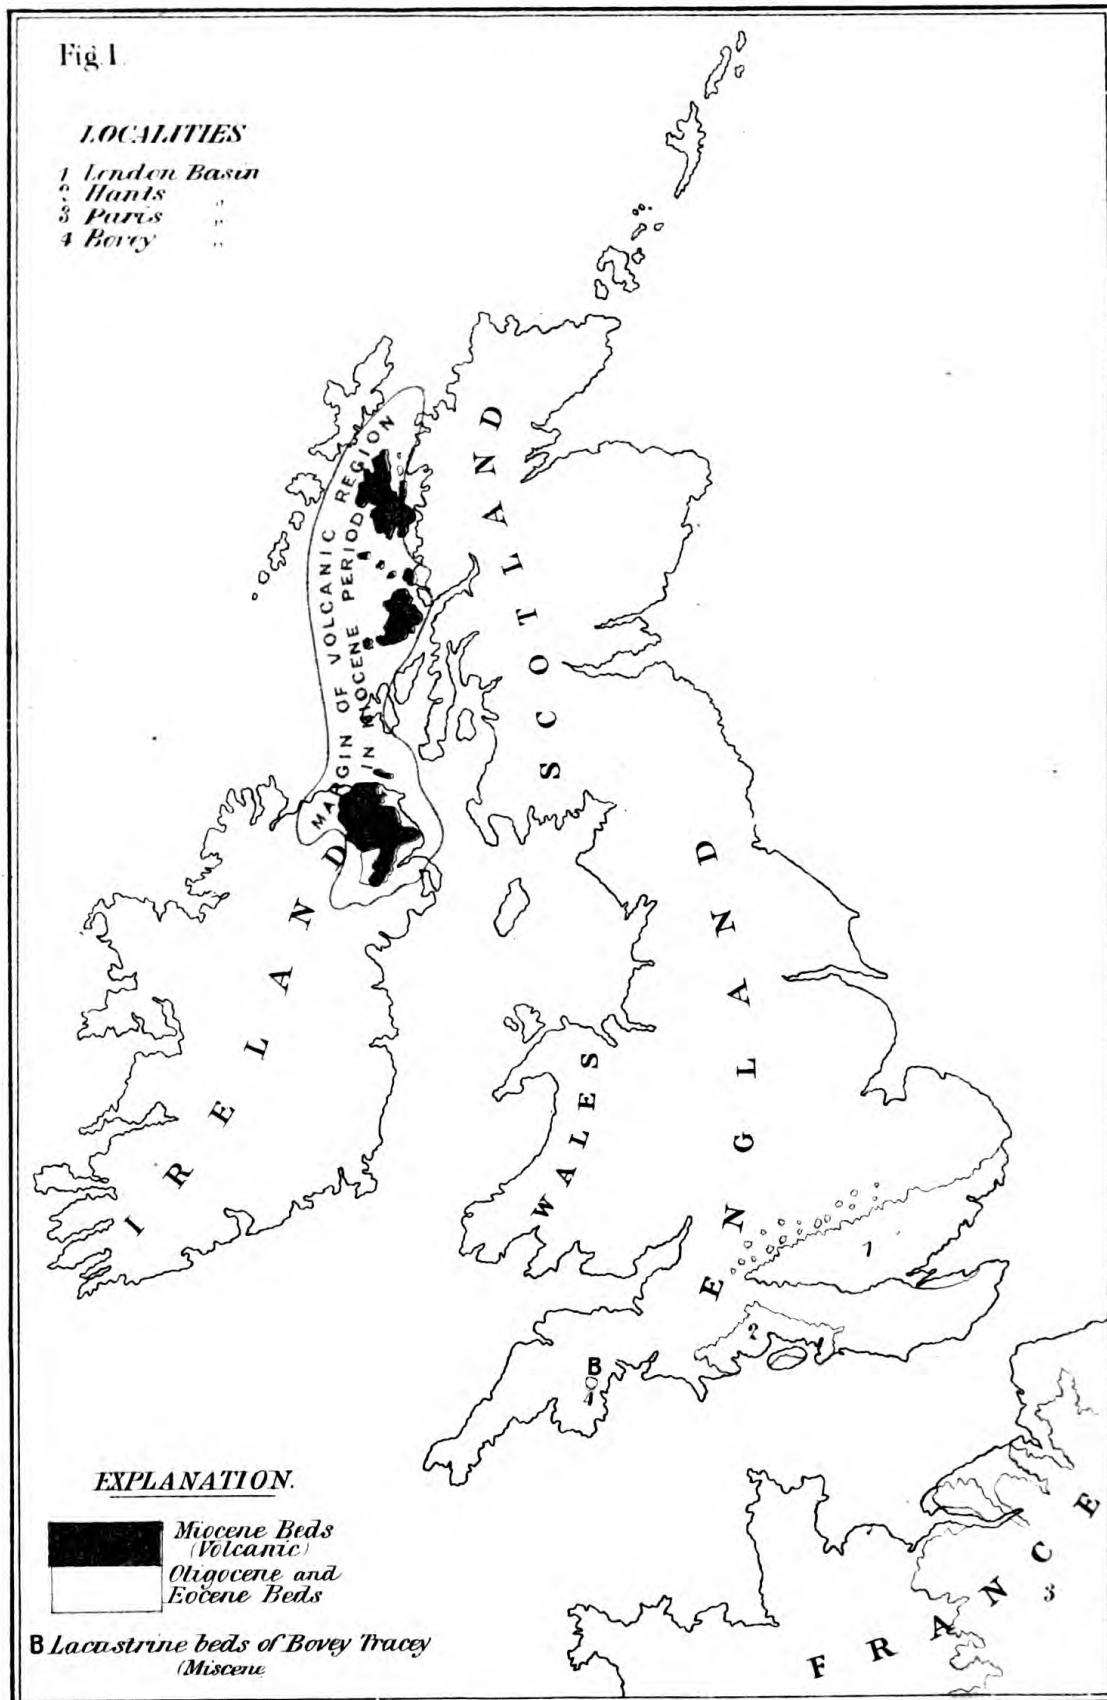 Fig. 1.
LOCALITIES
1 London Basin
2 Hants „
3 Paris „
4 Bovey „
SCOTLAND
MARGIN OF VOLCANIC REGION
IN MIOCENE PERIOD
IRELAND
ENGLAND
WALES
1
2
B
4
FRANCE
3
EXPLANATION.
Miocene Beds
(Volcanic)
Oligocene and
Eocene Beds
B Lacustrine beds of Bovey Tracey
(Miscene